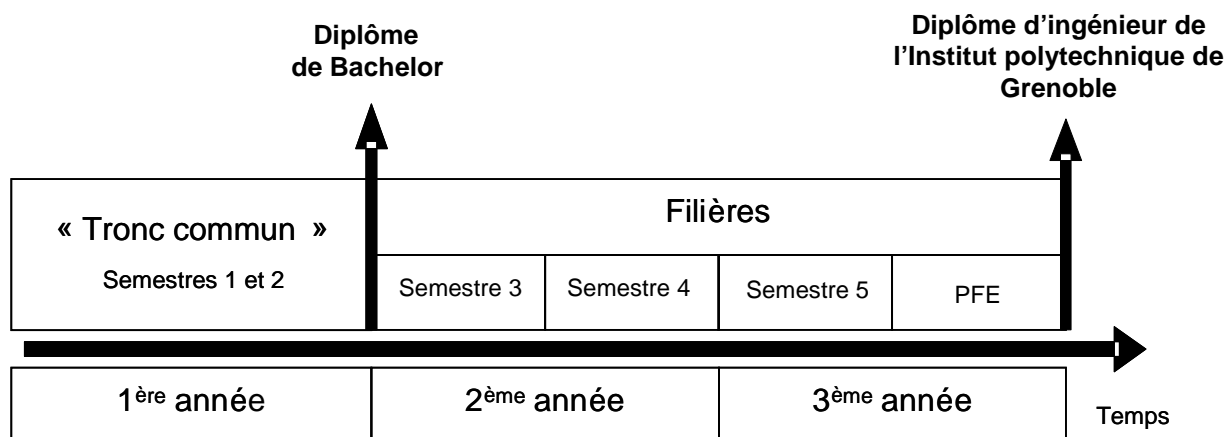 Diplôme
de Bachelor
Diplôme d'ingénieur de
l'Institut polytechnique de
Grenoble
« Tronc commun »
Semestres 1 et 2
Filières
Semestre 3
Semestre 4
Semestre 5
PFE
1ère année
2ème année
3ème année
Temps